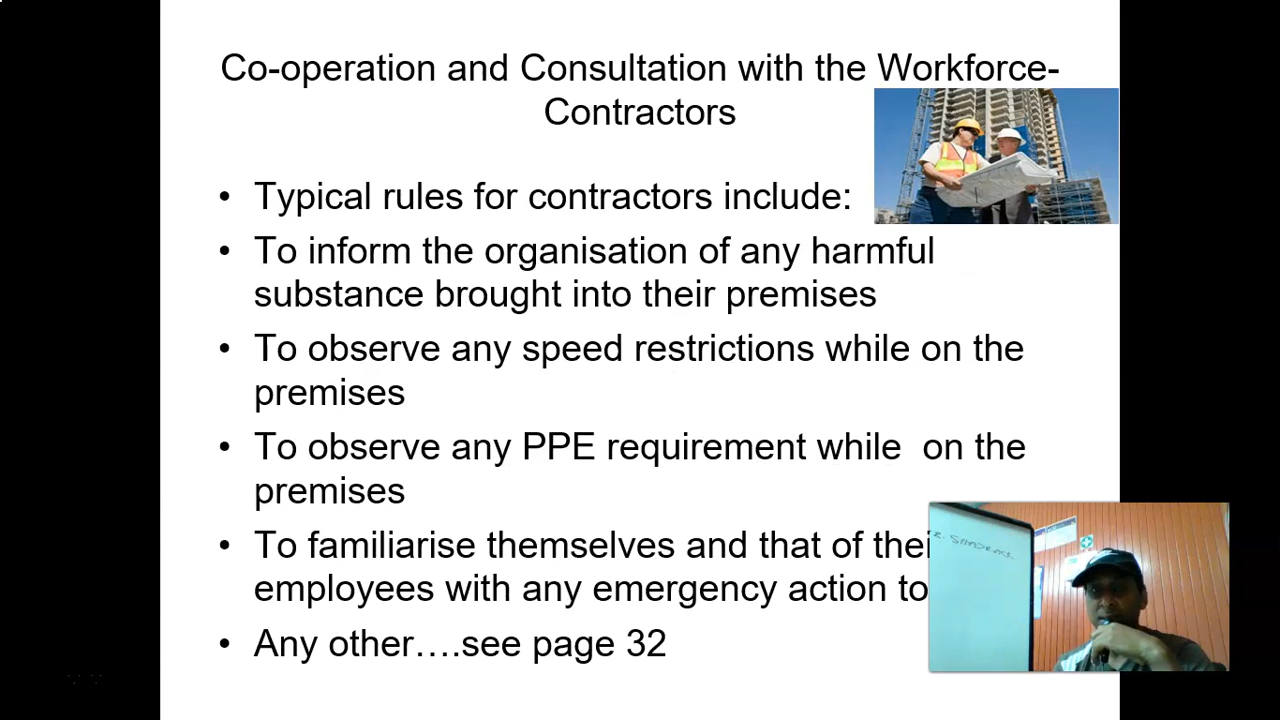 Co-operation and Consultation with the Workforce-
Contractors
• Typical rules for contractors include:
• To inform the organisation of any harmful
substance brought into their premises
• To observe any speed restrictions while on the
premises
• To observe any PPE requirement while  on the
premises
• To familiarise themselves and that of thei
employees with any emergency action to
• Any other….see page 32